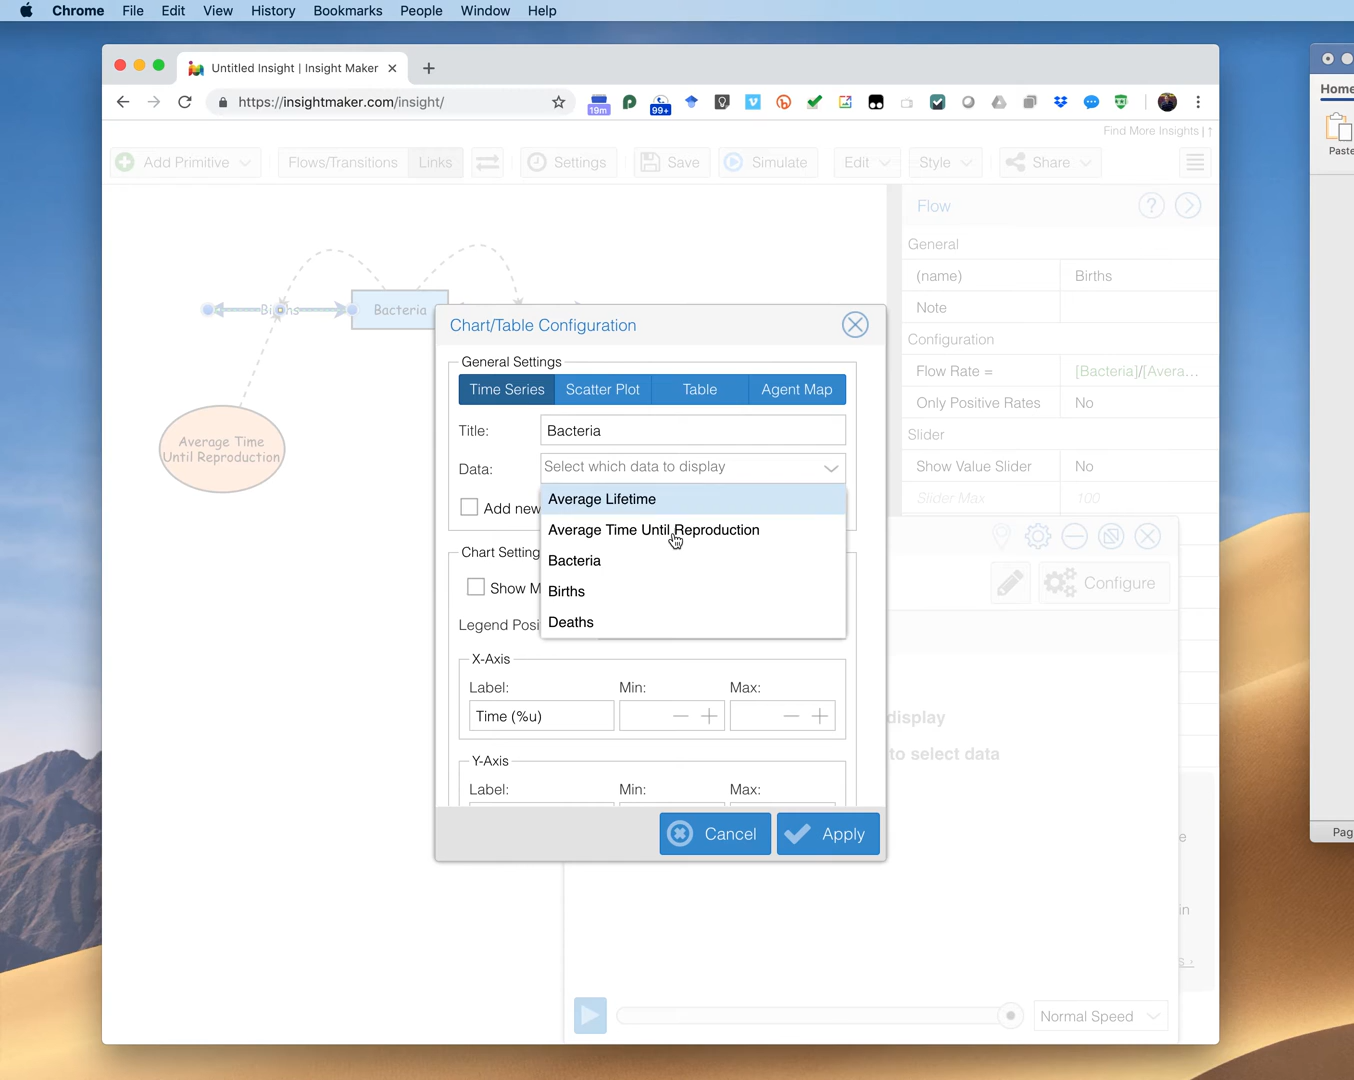 Chrome File Edit View History Bookmarks People Window Help
Untitled Insight | Insight Maker
https://insightmaker.com/insight/
19m
99+
Find More Insights | ↑
Add Primitive Flows/Transitions Links Settings Save Simulate Edit Style Share
Home
Paste
Flow
?
General
(name) Births
Note
Configuration
Flow Rate = [Bacteria]/[Avera...
Only Positive Rates No
Slider
Show Value Slider No
Slider Max 100
Births
Bacteria
Average Time
Until Reproduction
Chart/Table Configuration
General Settings
Time Series Scatter Plot Table Agent Map
Title: Bacteria
Data: Select which data to display
Average Lifetime
Add new
Average Time Until Reproduction
Chart Setting
Bacteria
Show M
Births
Legend Posi
Deaths
X-Axis
Label: Min: Max:
Time (%u)
Y-Axis
Label: Min: Max:
Cancel Apply
Configure
display
to select data
Pag
e
in
s ›
Normal Speed